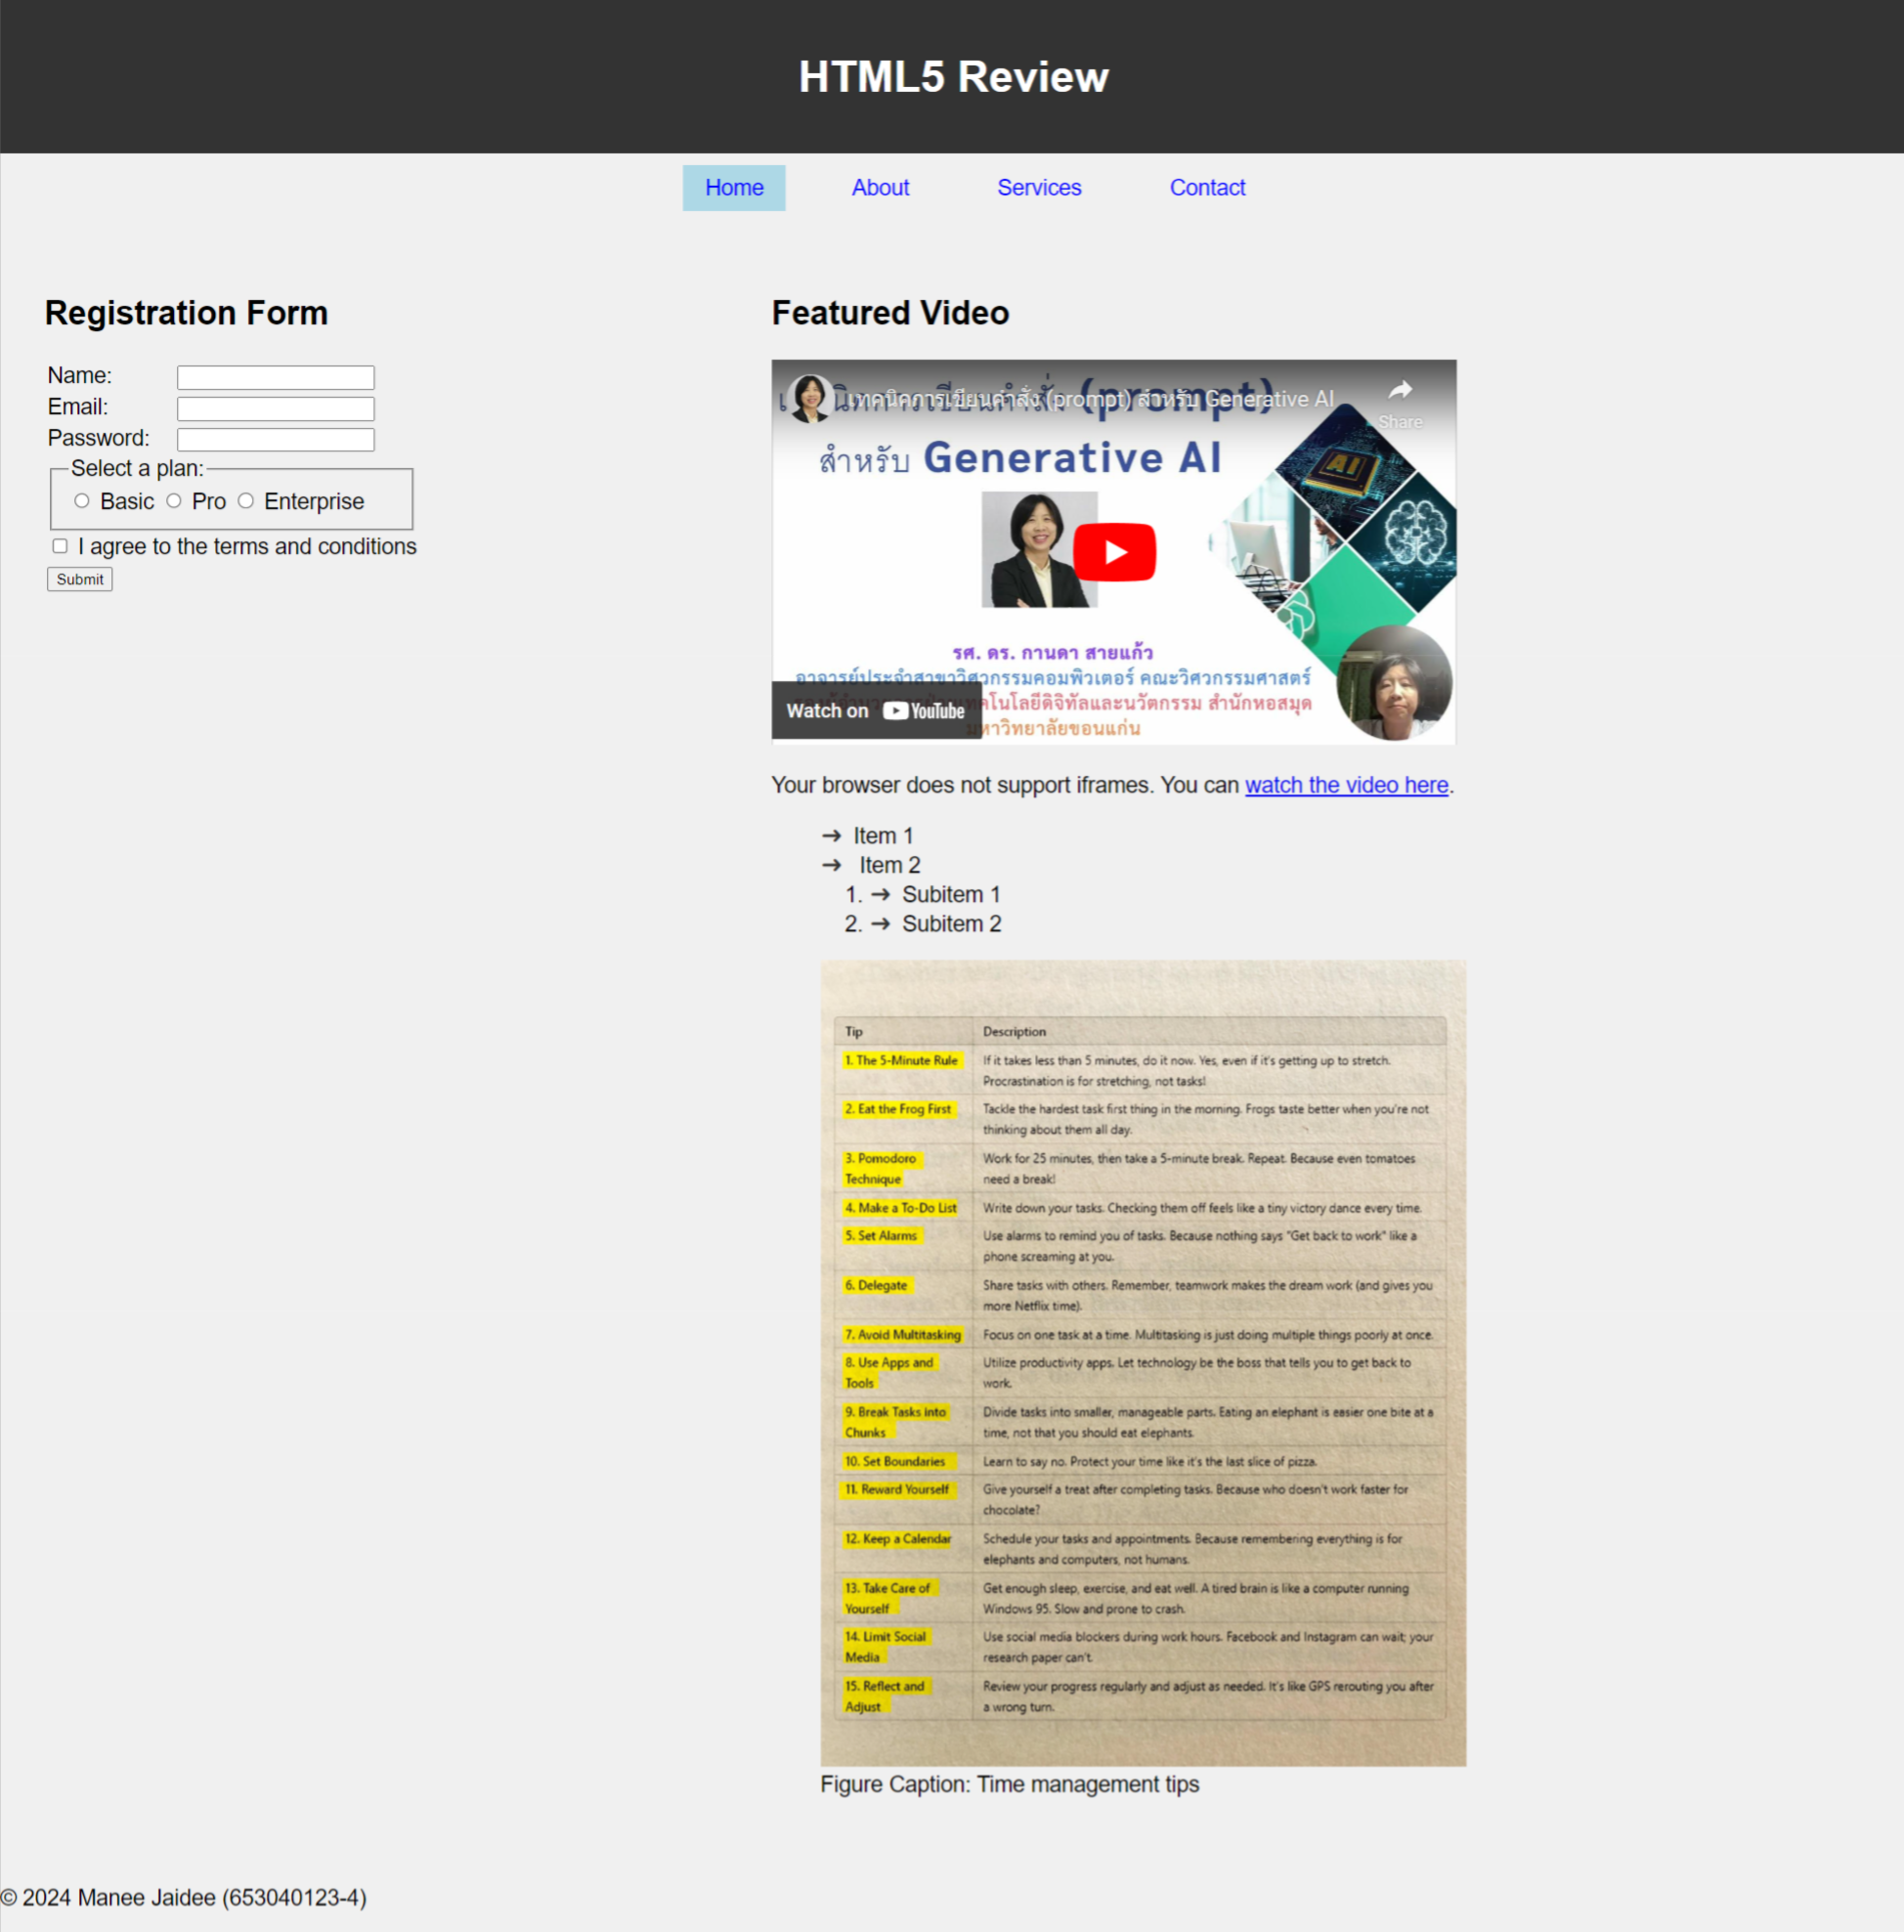 HTML5 Review
Home About Services Contact
Registration Form
Name:
Email:
Password:
Select a plan:
Basic Pro Enterprise
I agree to the terms and conditions
Submit
Featured Video
เทคนิคการเขียนคำสั่ง (prompt) สำหรับ Generative AI
Share
(prompt)
สำหรับ Generative AI
AI
รศ. ดร. กานดา สายแก้ว
อาจารย์ประจำสาขาวิศวกรรมคอมพิวเตอร์ คณะวิศวกรรมศาสตร์
เทคโนโลยีดิจิทัลและนวัตกรรม สำนักหอสมุด
มหาวิทยาลัยขอนแก่น
Watch on YouTube
Your browser does not support iframes. You can watch the video here.
➔ Item 1
➔ Item 2
1. ➔ Subitem 1
2. ➔ Subitem 2
Tip Description
1. The 5-Minute Rule If it takes less than 5 minutes, do it now. Yes, even if it's getting up to stretch.
Procrastination is for stretching, not tasks!
2. Eat the Frog First Tackle the hardest task first thing in the morning. Frogs taste better when you're not
thinking about them all day.
3. Pomodoro Work for 25 minutes, then take a 5-minute break. Repeat. Because even tomatoes
Technique need a break!
4. Make a To-Do List Write down your tasks. Checking them off feels like a tiny victory dance every time.
5. Set Alarms Use alarms to remind you of tasks. Because nothing says "Get back to work" like a
phone screaming at you.
6. Delegate Share tasks with others. Remember, teamwork makes the dream work (and gives you
more Netflix time).
7. Avoid Multitasking Focus on one task at a time. Multitasking is just doing multiple things poorly at once.
8. Use Apps and Utilize productivity apps. Let technology be the boss that tells you to get back to
Tools work.
9. Break Tasks into Divide tasks into smaller, manageable parts. Eating an elephant is easier one bite at a
Chunks time, not that you should eat elephants.
10. Set Boundaries Learn to say no. Protect your time like it's the last slice of pizza.
11. Reward Yourself Give yourself a treat after completing tasks. Because who doesn't work faster for
chocolate?
12. Keep a Calendar Schedule your tasks and appointments. Because remembering everything is for
elephants and computers, not humans.
13. Take Care of Get enough sleep, exercise, and eat well. A tired brain is like a computer running
Yourself Windows 95. Slow and prone to crash.
14. Limit Social Use social media blockers during work hours. Facebook and Instagram can wait; your
Media research paper can't.
15. Reflect and Review your progress regularly and adjust as needed. It's like GPS rerouting you after
Adjust a wrong turn.
Figure Caption: Time management tips
© 2024 Manee Jaidee (653040123-4)